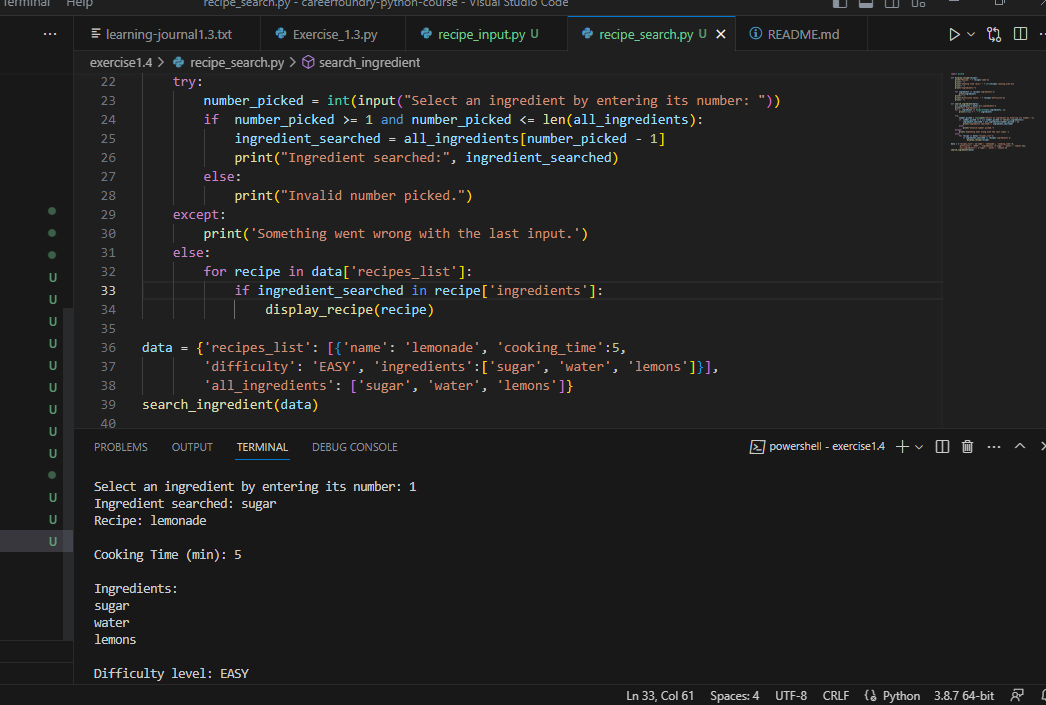 Terminal Help recipe_search.py - careerfoundry-python-course - Visual Studio Code
learning-journal1.3.txt Exercise_1.3.py recipe_input.py U recipe_search.py U README.md
exercise1.4 > recipe_search.py > search_ingredient
22 try:
23 number_picked = int(input("Select an ingredient by entering its number: "))
24 if  number_picked >= 1 and number_picked <= len(all_ingredients):
25 ingredient_searched = all_ingredients[number_picked - 1]
26 print("Ingredient searched:", ingredient_searched)
27 else:
28 print("Invalid number picked.")
29 except:
30 print('Something went wrong with the last input.')
31 else:
32 for recipe in data['recipes_list']:
33 if ingredient_searched in recipe['ingredients']:
34 display_recipe(recipe)
35
36 data = {'recipes_list': [{'name': 'lemonade', 'cooking_time':5,
37 'difficulty': 'EASY', 'ingredients':['sugar', 'water', 'lemons']}],
38 'all_ingredients': ['sugar', 'water', 'lemons']}
39 search_ingredient(data)
40
U
U
U
U
U
U
U
U
U
U
U
U
PROBLEMS OUTPUT TERMINAL DEBUG CONSOLE powershell - exercise1.4
Select an ingredient by entering its number: 1
Ingredient searched: sugar
Recipe: lemonade
Cooking Time (min): 5
Ingredients:
sugar
water
lemons
Difficulty level: EASY
Ln 33, Col 61 Spaces: 4 UTF-8 CRLF Python 3.8.7 64-bit